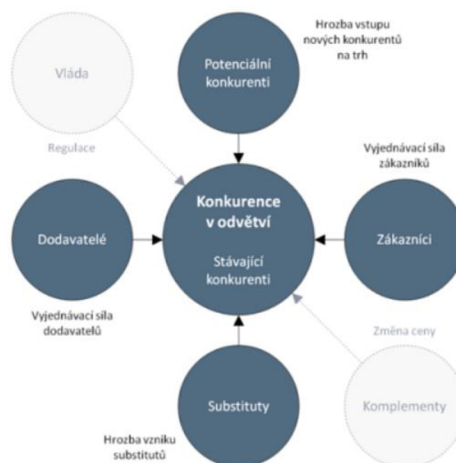 Hrozba vstupu
nových konkurentů
na trh
Potenciální
konkurenti
Vláda
Regulace
Vyjednávací síla
zákazníků
Konkurence
v odvětví
Stávající
konkurenti
Dodavatelé
Zákazníci
Vyjednávací síla
dodavatelů
Změna ceny
Substituty
Komplementy
Hrozba vzniku
substitutů